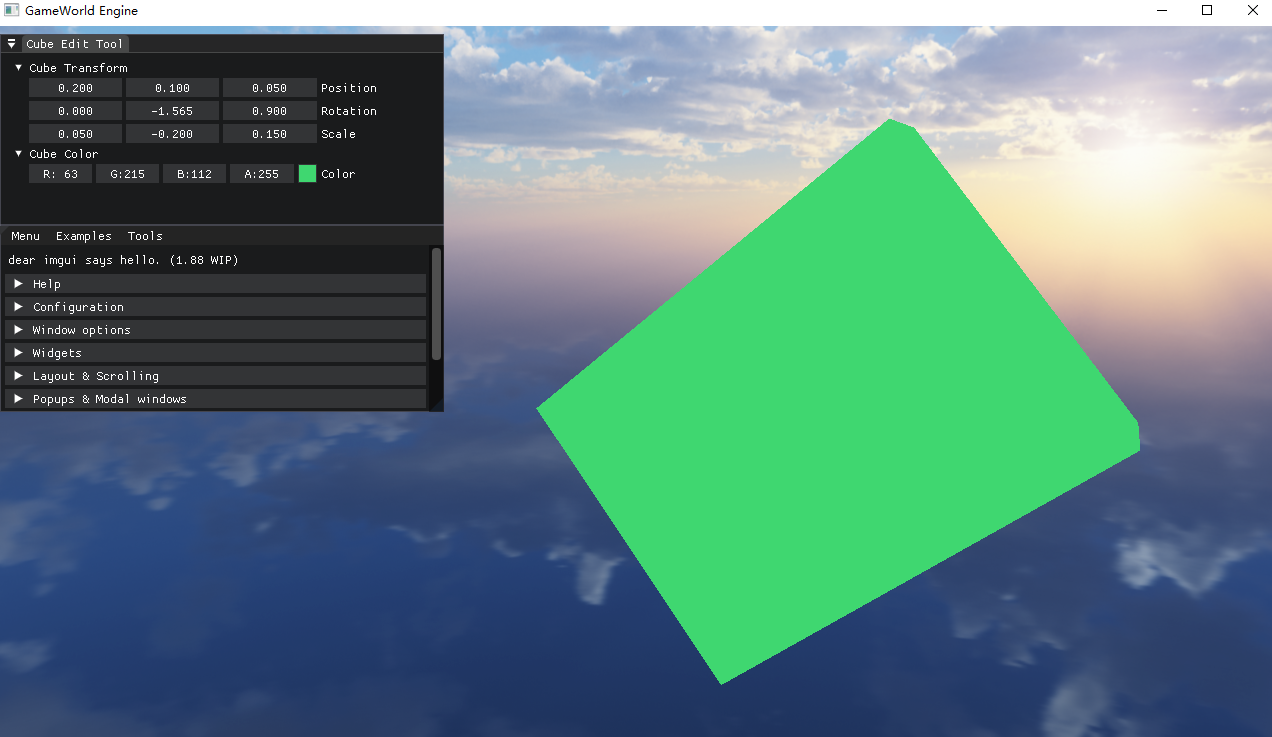 GameWorld Engine
Cube Edit Tool
Cube Transform
0.200 0.100 0.050 Position
0.000 -1.565 0.900 Rotation
0.050 -0.200 0.150 Scale
Cube Color
R: 63 G:215 B:112 A:255 Color
Menu Examples Tools
dear imgui says hello. (1.88 WIP)
Help
Configuration
Window options
Widgets
Layout & Scrolling
Popups & Modal windows